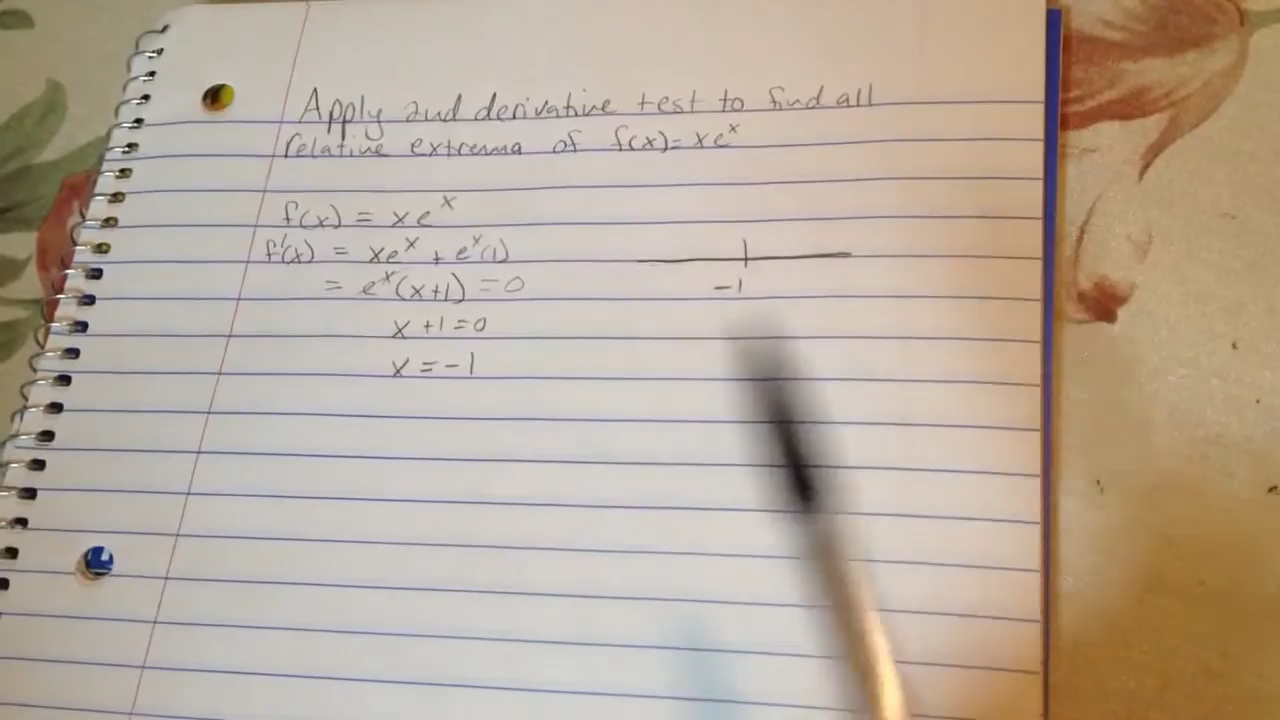 Apply 2nd derivative test to find all
relative extrema of f(x) = xe^x
f(x) = xe^x
f'(x) = xe^x + e^x(1)
= e^x(x+1) = 0
x + 1 = 0
x = -1
-1